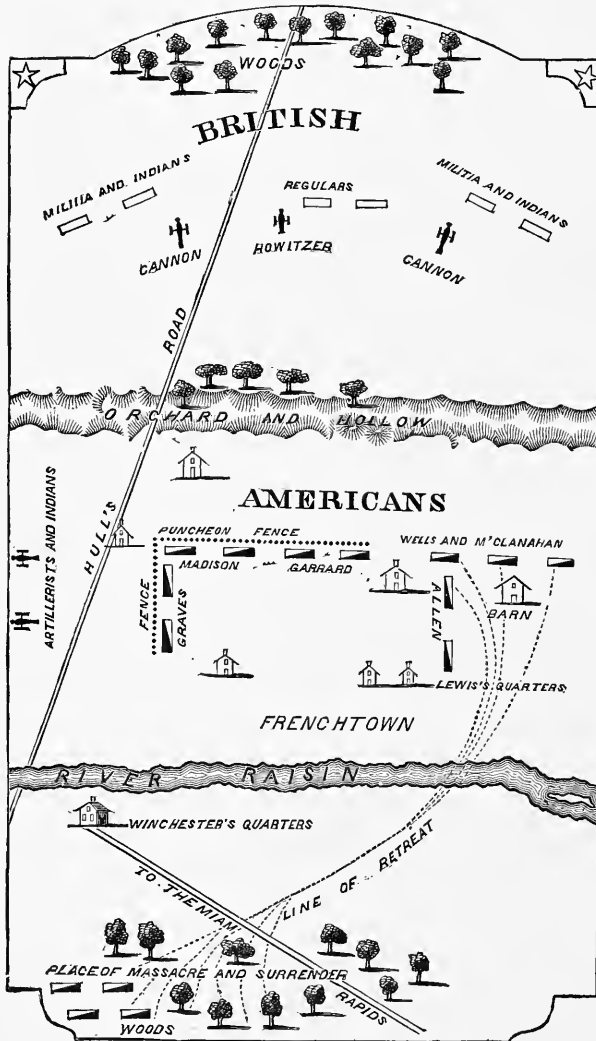 WOODS
BRITISH
MILITIA AND INDIANS
REGULARS
MILITIA AND INDIANS
CANNON
HOWITZER
CANNON
ROAD
ORCHARD AND HOLLOW
AMERICANS
HULL'S
ARTILLERISTS AND INDIANS
PUNCHEON FENCE
WELLS AND M'CLANAHAN
MADISON
GARRARD
FENCE
GRAVES
ALLEN
BARN
LEWIS'S QUARTERS
FRENCHTOWN
RIVER RAISIN
WINCHESTER'S QUARTERS
LINE OF RETREAT
TO THE MIAMI RAPIDS
PLACE OF MASSACRE AND SURRENDER
WOODS